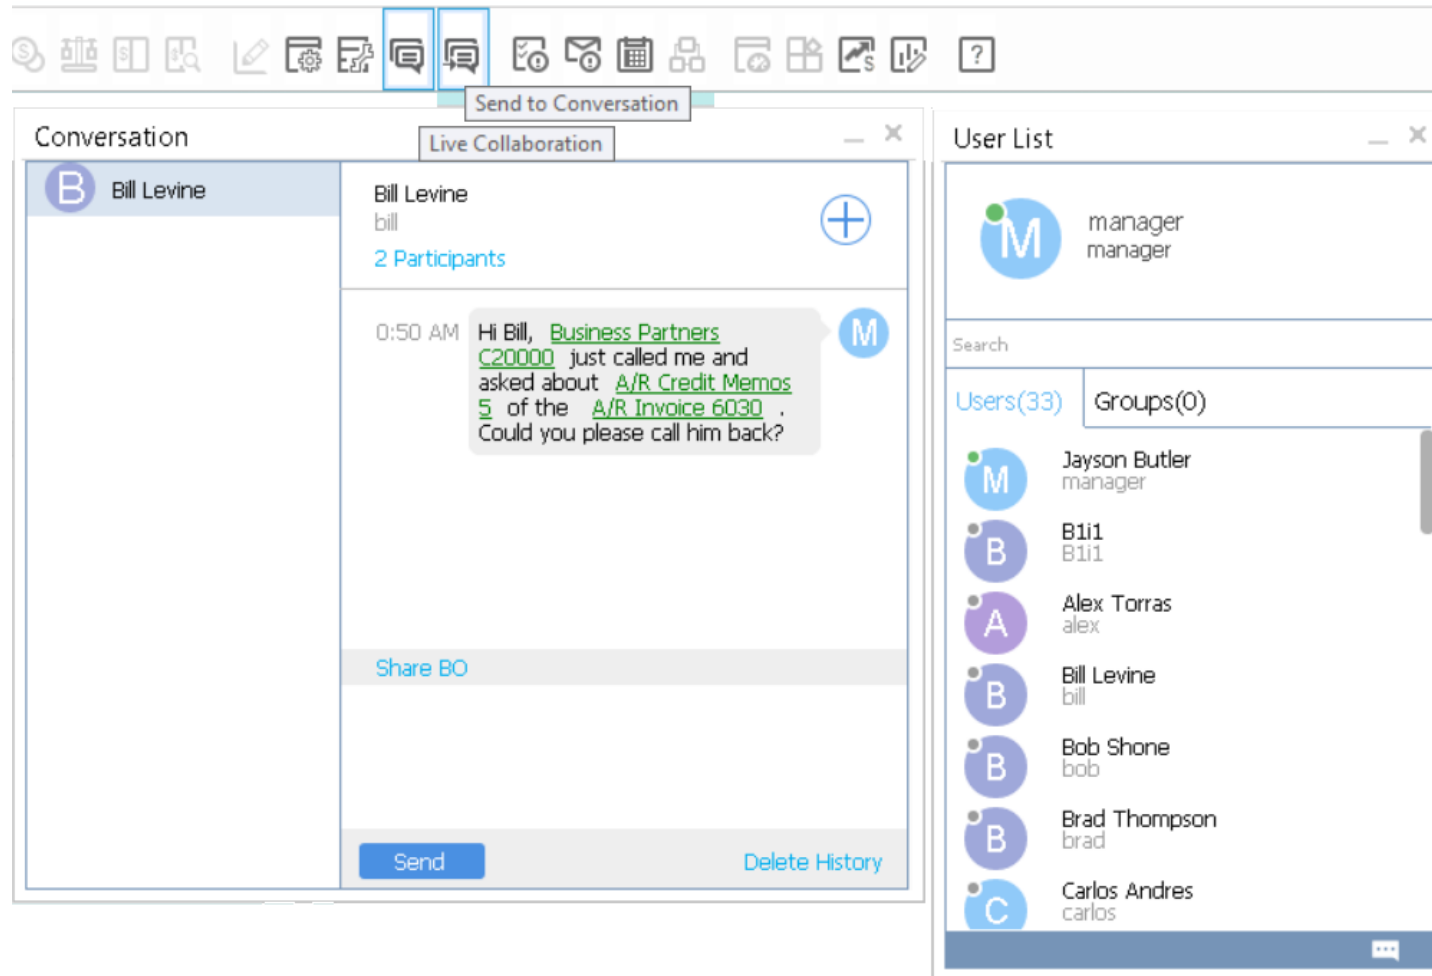 Send to Conversation
Live Collaboration
Conversation
B Bill Levine
Bill Levine
bill
2 Participants
0:50 AM
Hi Bill, Business Partners
C20000 just called me and
asked about A/R Credit Memos
5 of the A/R Invoice 6030 .
Could you please call him back?
M
Share BO
Send
Delete History
User List
M
manager
manager
Search
Users(33)
Groups(0)
M
Jayson Butler
manager
B
B1i1
B1i1
A
Alex Torras
alex
B
Bill Levine
bill
B
Bob Shone
bob
B
Brad Thompson
brad
C
Carlos Andres
carlos